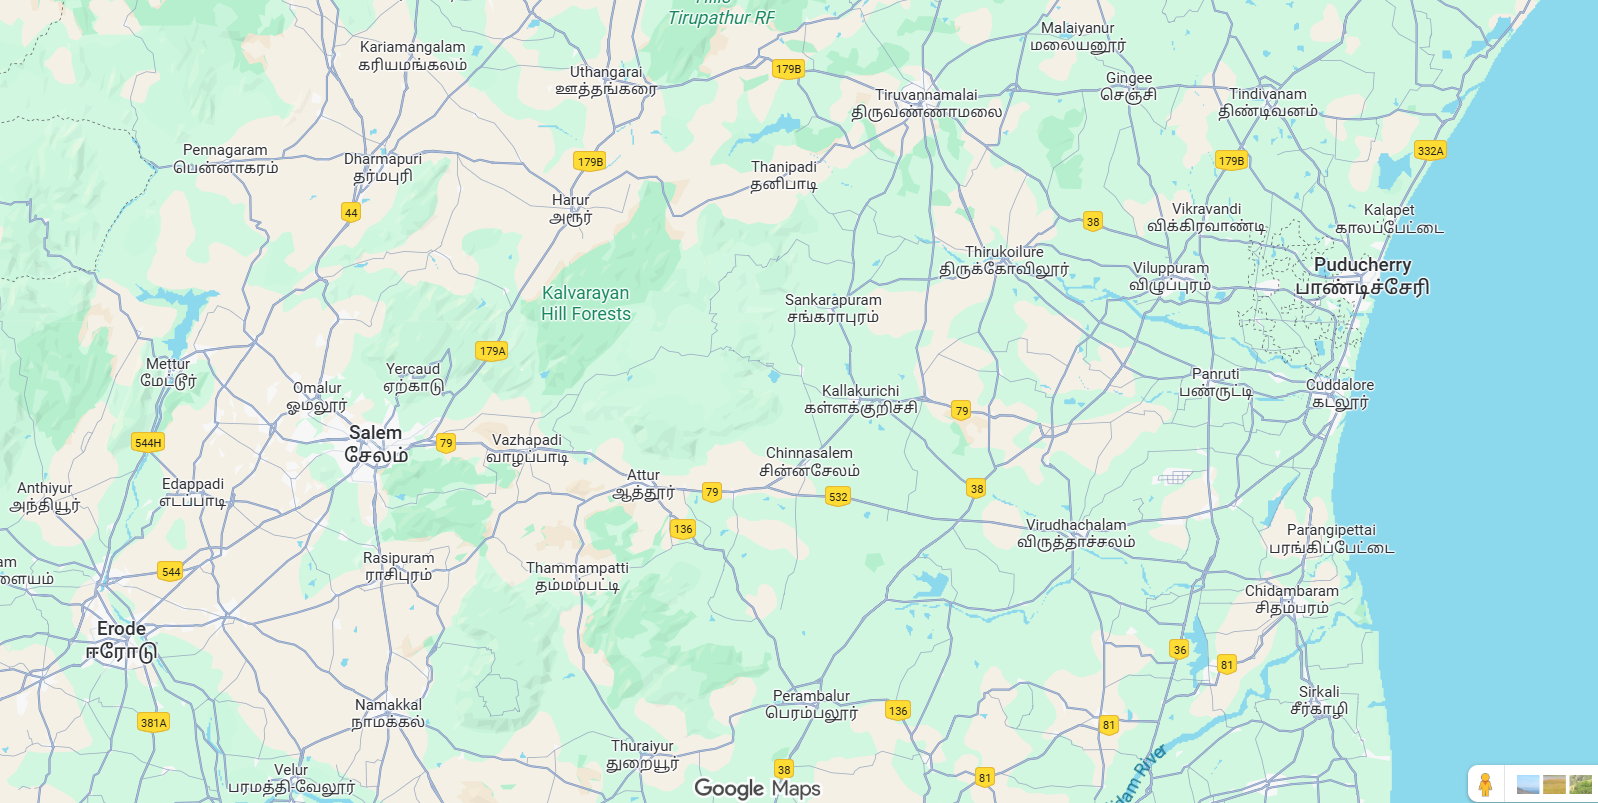 Tirupathur RF
Malaiyanur
மலையனூர்
Kariamangalam
கரியமங்கலம்
Uthangarai
ஊத்தங்கரை
179B
Gingee
செஞ்சி
Tiruvannamalai
திருவண்ணாமலை
Tindivanam
திண்டிவனம்
Pennagaram
பென்னாகரம்
Dharmapuri
தர்மபுரி
179B
Thanipadi
தனிபாடி
179B
332A
44
Harur
அரூர்
38
Vikravandi
விக்கிரவாண்டி
Kalapet
காலப்பேட்டை
Thirukoilure
திருக்கோவிலூர்
Viluppuram
விழுப்புரம்
Puducherry
பாண்டிச்சேரி
Kalvarayan
Hill Forests
Sankarapuram
சங்கராபுரம்
Mettur
மேட்டூர்
179A
Yercaud
ஏற்காடு
Omalur
ஓமலூர்
Kallakurichi
கள்ளக்குறிச்சி
79
Panruti
பண்ருட்டி
Cuddalore
கடலூர்
544H
Salem
சேலம்
79
Vazhapadi
வாழப்பாடி
Chinnasalem
சின்னசேலம்
Anthiyur
அந்தியூர்
Edappadi
எடப்பாடி
Attur
ஆத்தூர்
79
532
38
136
Virudhachalam
விருத்தாச்சலம்
Parangipettai
பரங்கிப்பேட்டை
544
Rasipuram
ராசிபுரம்
Thammampatti
தம்மம்பட்டி
Chidambaram
சிதம்பரம்
Erode
ஈரோடு
36
81
Namakkal
நாமக்கல்
381A
Perambalur
பெரம்பலூர்
136
81
Sirkali
சீர்காழி
Thuraiyur
துறையூர்
Velur
பரமத்தி-வேலூர்
38
81
River
Google Maps